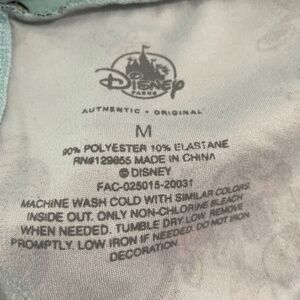 Disney
PARKS
AUTHENTIC • ORIGINAL
M
90% POLYESTER 10% ELASTANE
RN#129855 MADE IN CHINA
© DISNEY
FAC-025015-20031
MACHINE WASH COLD WITH SIMILAR COLORS
INSIDE OUT. ONLY NON-CHLORINE BLEACH
WHEN NEEDED. TUMBLE DRY LOW. REMOVE
PROMPTLY. LOW IRON IF NEEDED. DO NOT IRON
DECORATION.